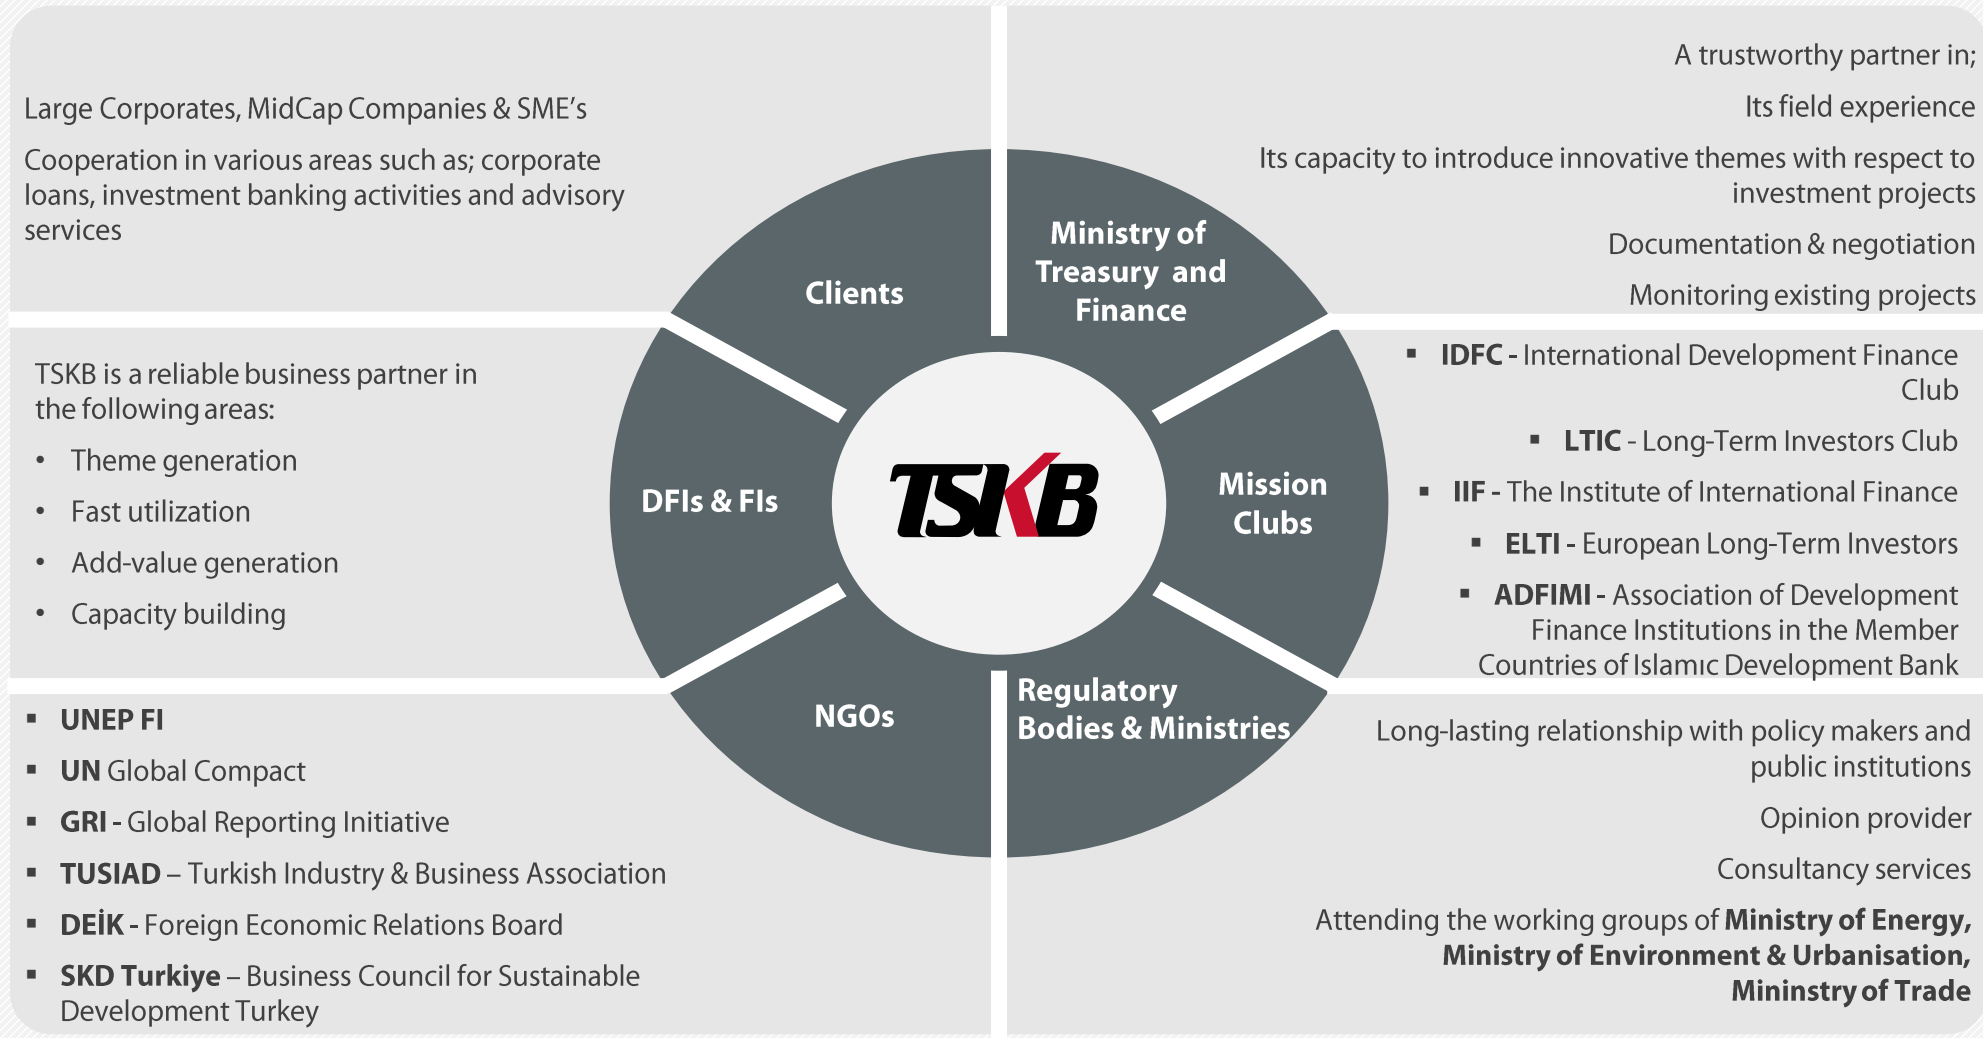 Large Corporates, MidCap Companies & SME's
Cooperation in various areas such as; corporate
loans, investment banking activities and advisory
services
Clients
A trustworthy partner in;
Its field experience
Its capacity to introduce innovative themes with respect to
investment projects
Documentation & negotiation
Monitoring existing projects
Ministry of
Treasury and
Finance
TSKB is a reliable business partner in
the following areas:
• Theme generation
• Fast utilization
• Add-value generation
• Capacity building
DFIs & FIs
TSKB
Mission
Clubs
▪ IDFC - International Development Finance
Club
▪ LTIC - Long-Term Investors Club
▪ IIF - The Institute of International Finance
▪ ELTI - European Long-Term Investors
▪ ADFIMI - Association of Development
Finance Institutions in the Member
Countries of Islamic Development Bank
NGOs
▪ UNEP FI
▪ UN Global Compact
▪ GRI - Global Reporting Initiative
▪ TUSIAD – Turkish Industry & Business Association
▪ DEİK - Foreign Economic Relations Board
▪ SKD Turkiye – Business Council for Sustainable
Development Turkey
Regulatory
Bodies & Ministries
Long-lasting relationship with policy makers and
public institutions
Opinion provider
Consultancy services
Attending the working groups of Ministry of Energy,
Ministry of Environment & Urbanisation,
Mininstry of Trade